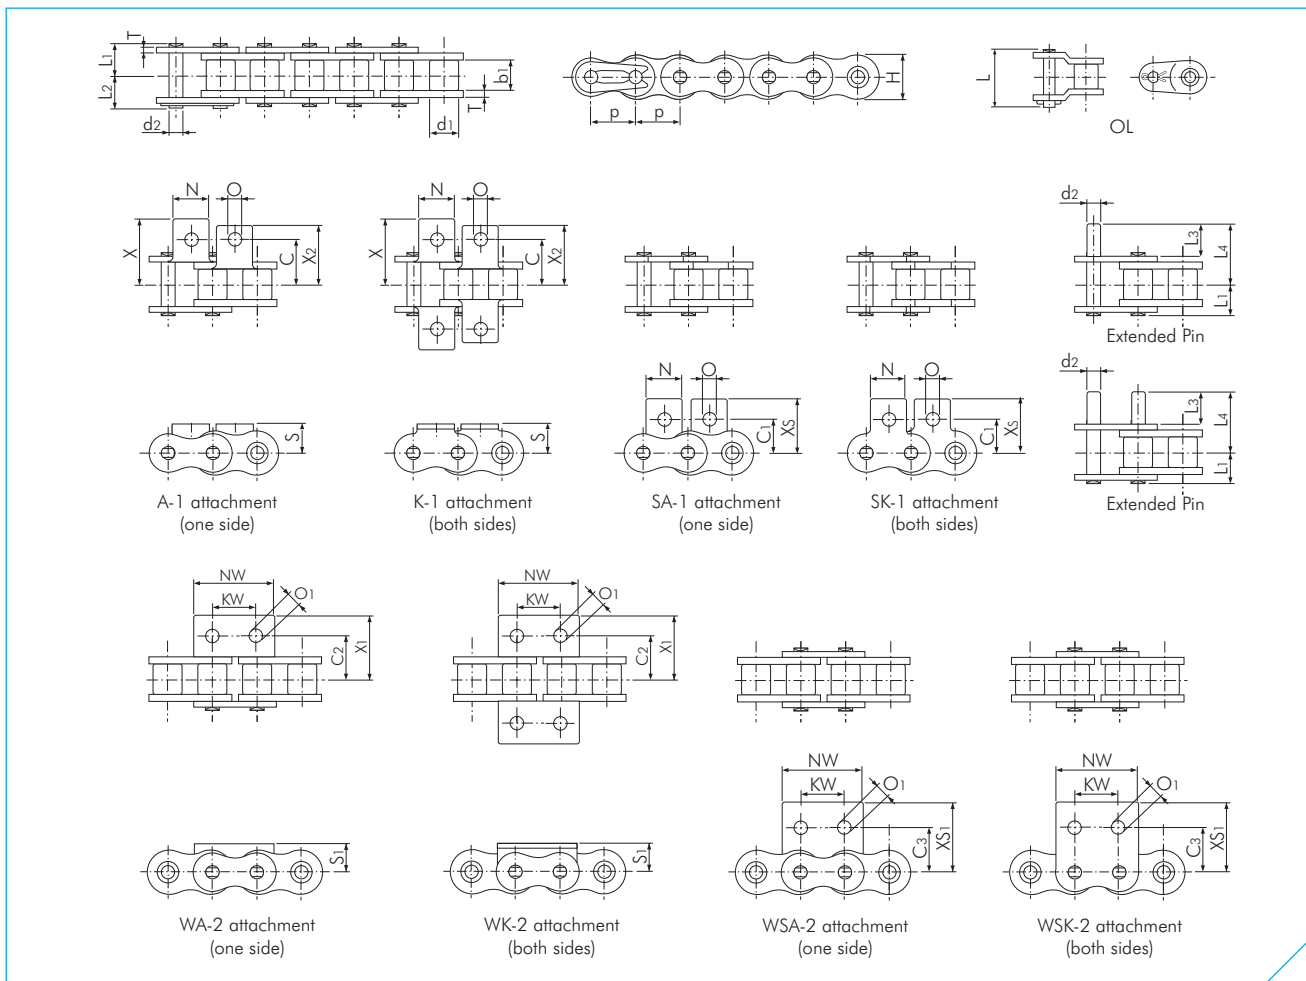 T
L1
L2
d2
b1
T
d1
p
p
H
L
OL
N
O
X
C
X2
N
O
X
C
X2
d2
L3
L4
L1
Extended Pin
S
A-1 attachment
(one side)
S
K-1 attachment
(both sides)
N
O
C1
XS
SA-1 attachment
(one side)
N
O
C1
XS
SK-1 attachment
(both sides)
d2
L3
L4
L1
Extended Pin
NW
KW
O1
C2
X1
NW
KW
O1
C2
X1
S1
WA-2 attachment
(one side)
S1
WK-2 attachment
(both sides)
NW
KW
O1
C3
XS1
WSA-2 attachment
(one side)
NW
KW
O1
C3
XS1
WSK-2 attachment
(both sides)